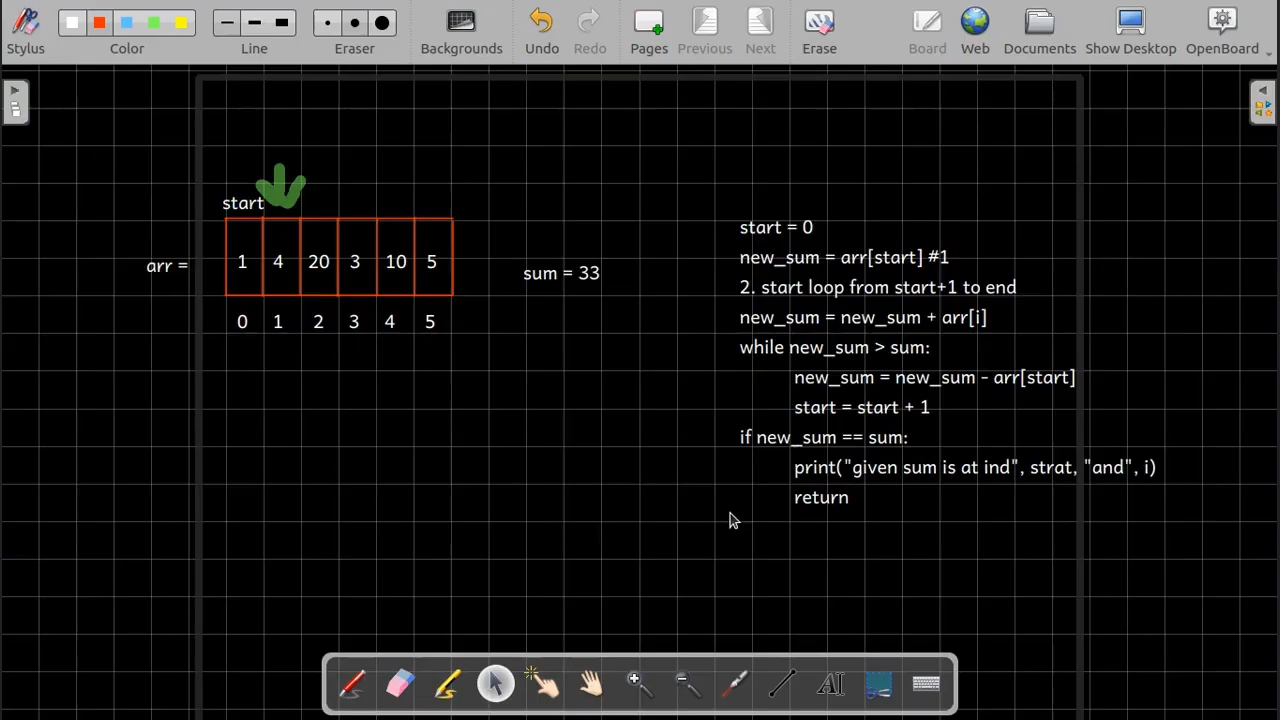 Stylus Color Line Eraser Backgrounds Undo Redo Pages Previous Next Erase Board Web Documents Show Desktop OpenBoard
start
arr =
1 4 20 3 10 5
0 1 2 3 4 5
sum = 33
start = 0
new_sum = arr[start] #1
2. start loop from start+1 to end
new_sum = new_sum + arr[i]
while new_sum > sum:
new_sum = new_sum - arr[start]
start = start + 1
if new_sum == sum:
print("given sum is at ind", strat, "and", i)
return
AI